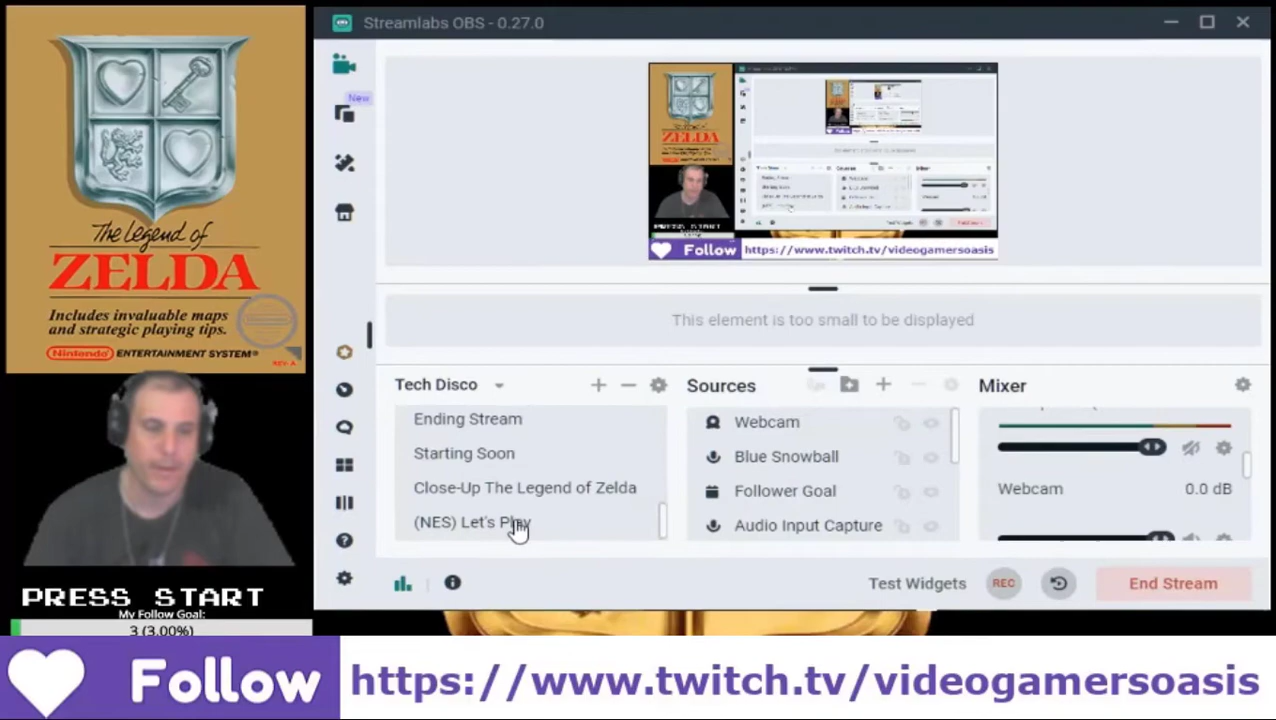 The Legend of
ZELDA
Includes invaluable maps
and strategic playing tips.
Nintendo ENTERTAINMENT SYSTEM®
REV-A
PRESS START
My Follow Goal:
3 (3.00%)
Streamlabs OBS - 0.27.0
New
ZELDA
PRESS START
Follow https://www.twitch.tv/videogamersoasis
This element is too small to be displayed
Tech Disco
Ending Stream
Starting Soon
Close-Up The Legend of Zelda
(NES) Let's Play
Sources
Webcam
Blue Snowball
Follower Goal
Audio Input Capture
Mixer
Webcam 0.0 dB
Test Widgets REC End Stream
Follow https://www.twitch.tv/videogamersoasis